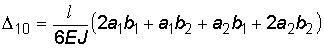 Δ₁₀ = l/6EJ (2a₁b₁ + a₁b₂ + a₂b₁ + 2a₂b₂)